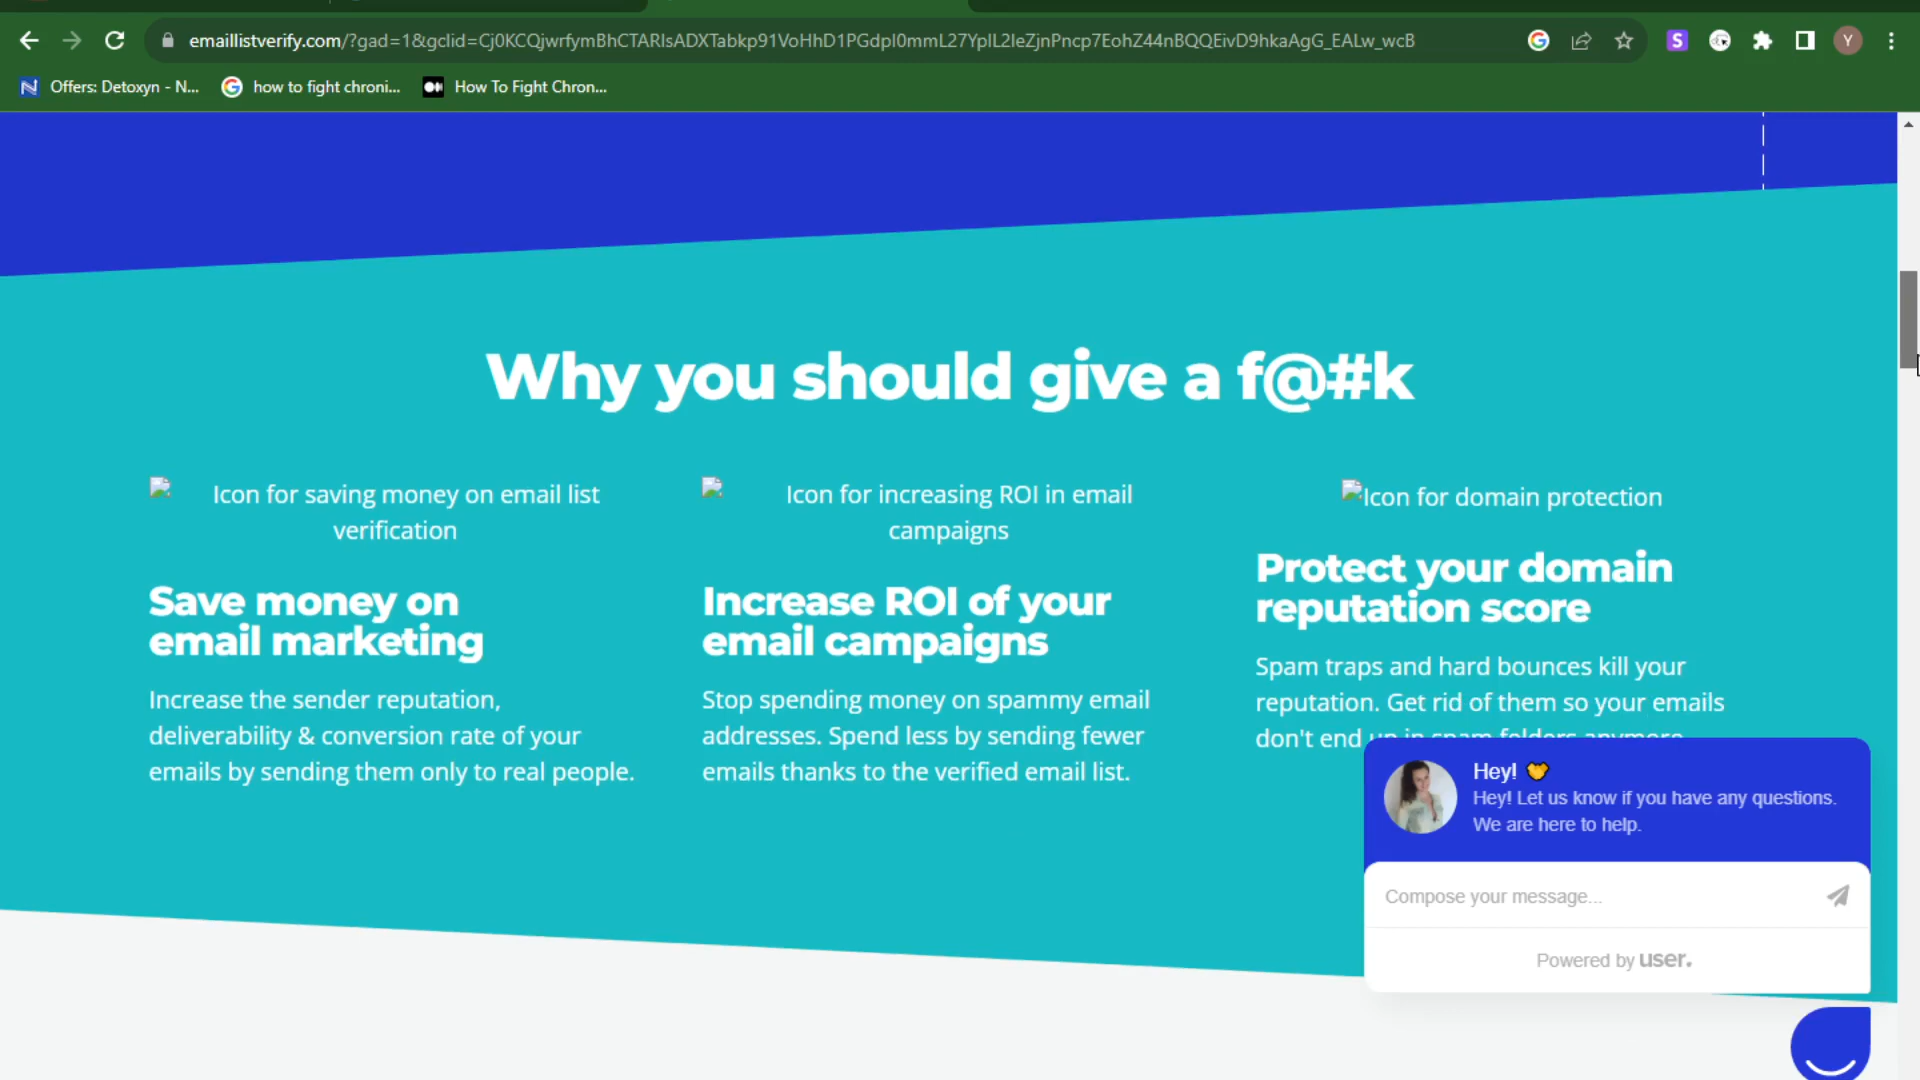 emaillistverify.com/?gad=1&gclid=Cj0KCQjwrfymBhCTARIsADXTabkp91VoHhD1PGdpI0mmL27YpIL2IeZjnPncp7EohZ44nBQQEivD9hkaAgG_EALw_wcB
S
Y
Offers: Detoxyn - N...
how to fight chroni...
How To Fight Chron...
Why you should give a f@#k
Icon for saving money on email list
verification
Save money on
email marketing
Increase the sender reputation,
deliverability & conversion rate of your
emails by sending them only to real people.
Icon for increasing ROI in email
campaigns
Increase ROI of your
email campaigns
Stop spending money on spammy email
addresses. Spend less by sending fewer
emails thanks to the verified email list.
Icon for domain protection
Protect your domain
reputation score
Spam traps and hard bounces kill your
reputation. Get rid of them so your emails
don't end up in spam folders anymore
Hey!
Hey! Let us know if you have any questions.
We are here to help.
Compose your message...
Powered by user.